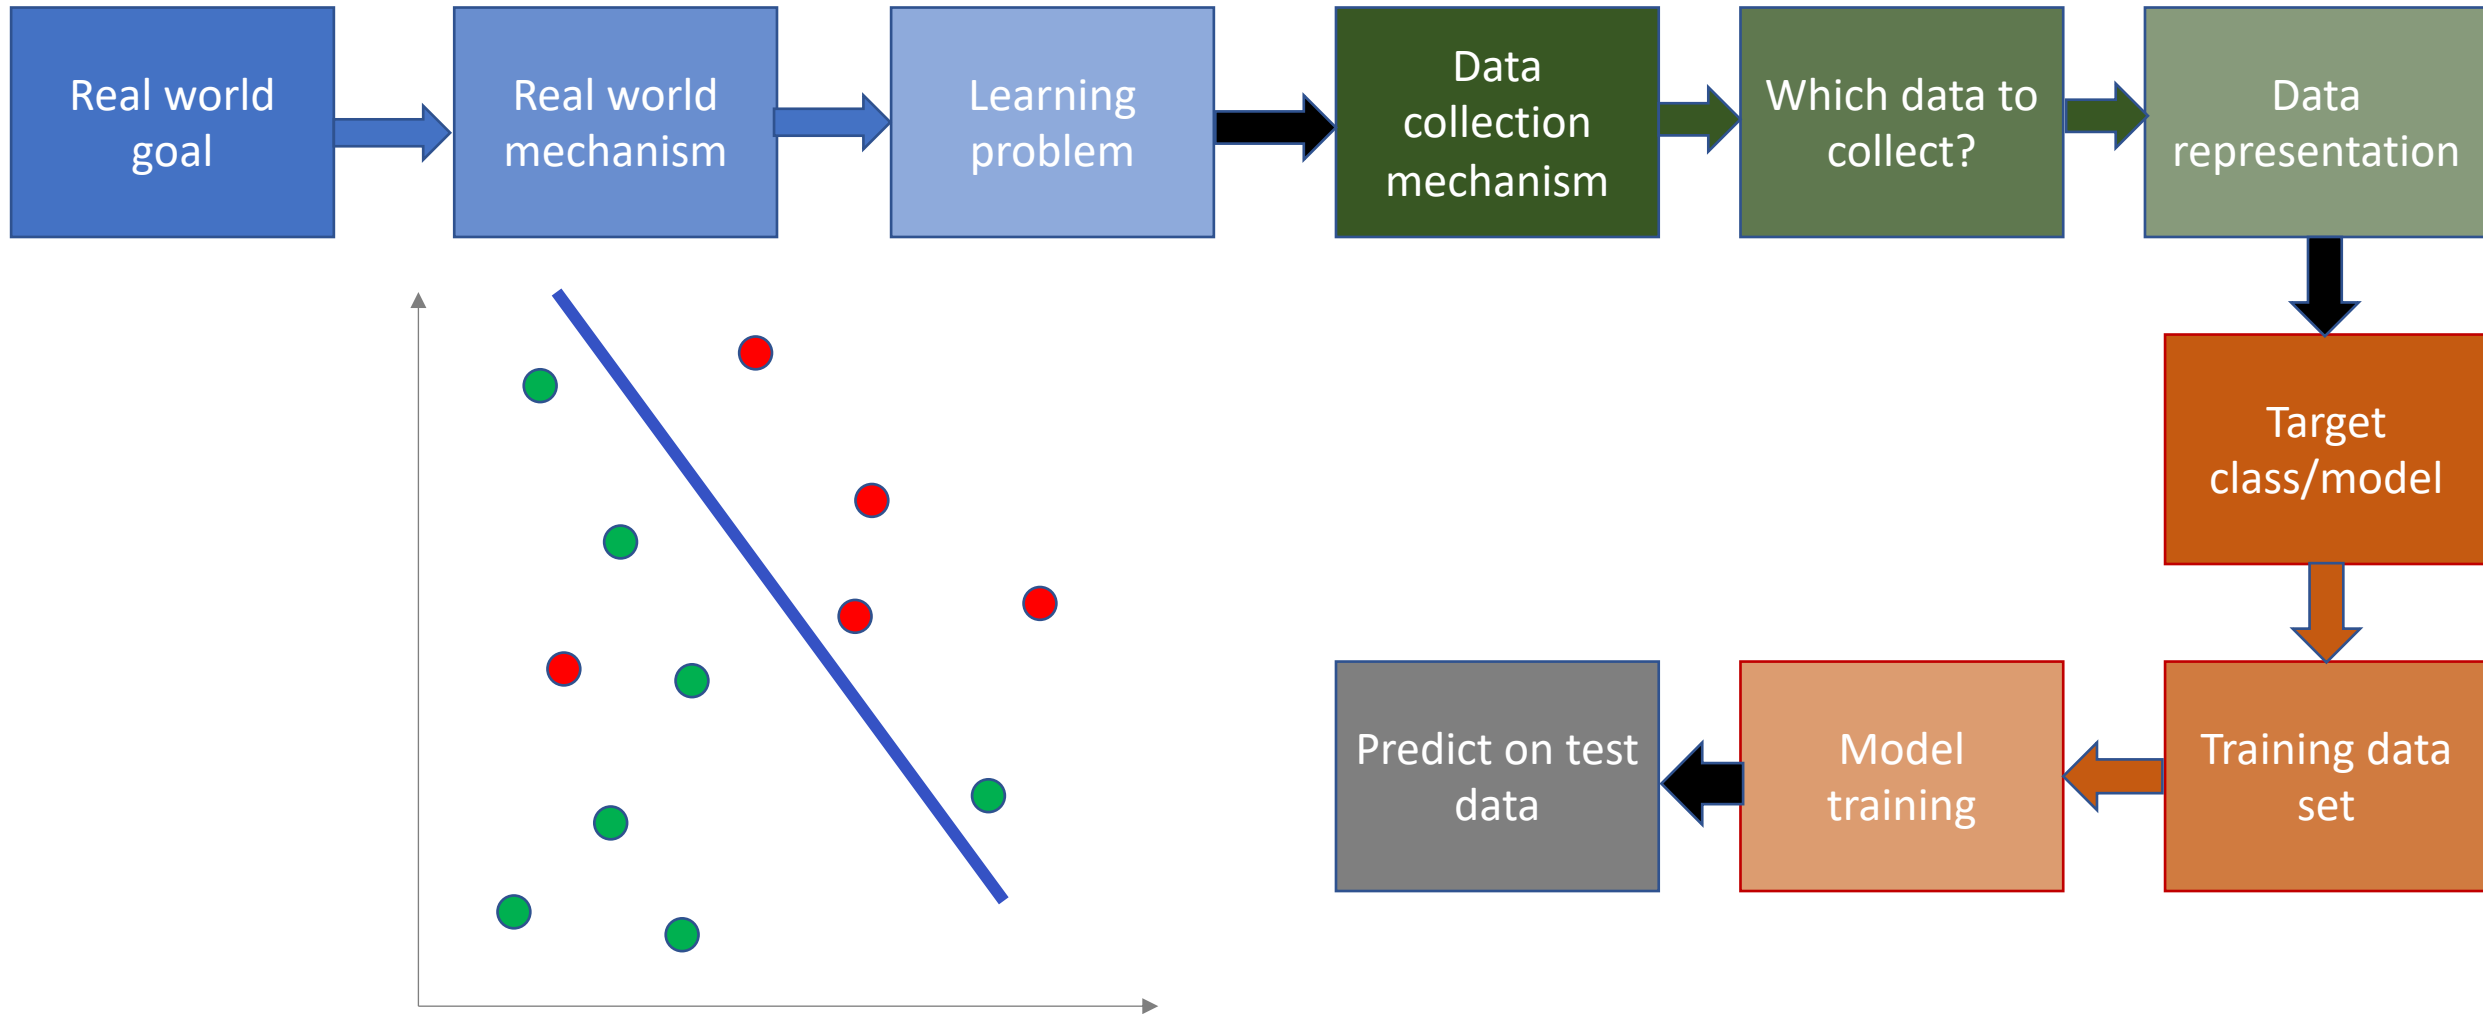 Real world
goal
Real world
mechanism
Learning
problem
Data
collection
mechanism
Which data to
collect?
Data
representation
Target
class/model
Training data
set
Model
training
Predict on test
data